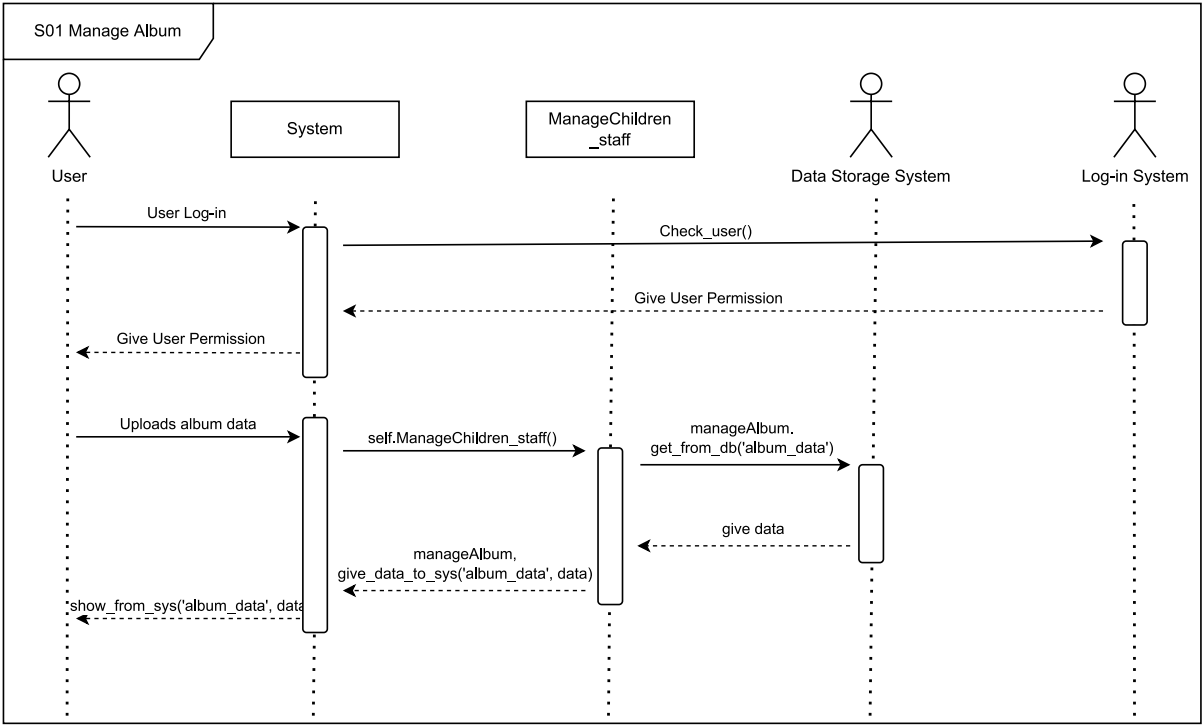 S01 Manage Album
User
System
ManageChildren
_staff
Data Storage System
Log-in System
User Log-in
Check_user()
Give User Permission
Give User Permission
Uploads album data
self.ManageChildren_staff()
manageAlbum.
get_from_db('album_data')
give data
manageAlbum,
give_data_to_sys('album_data', data)
show_from_sys('album_data', data